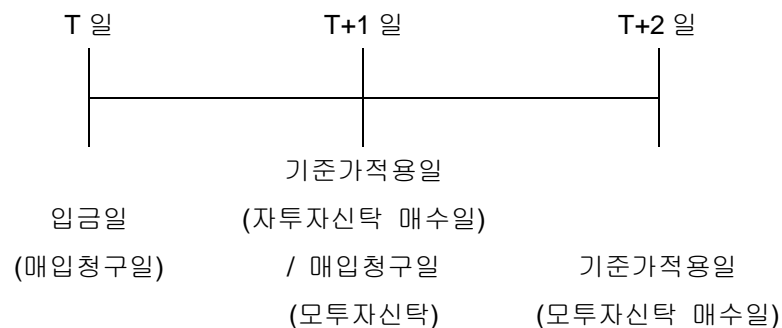 T 일 T+1 일 T+2 일
기준가적용일
입금일 (자투자신탁 매수일)
(매입청구일) / 매입청구일 기준가적용일
(모투자신탁) (모투자신탁 매수일)